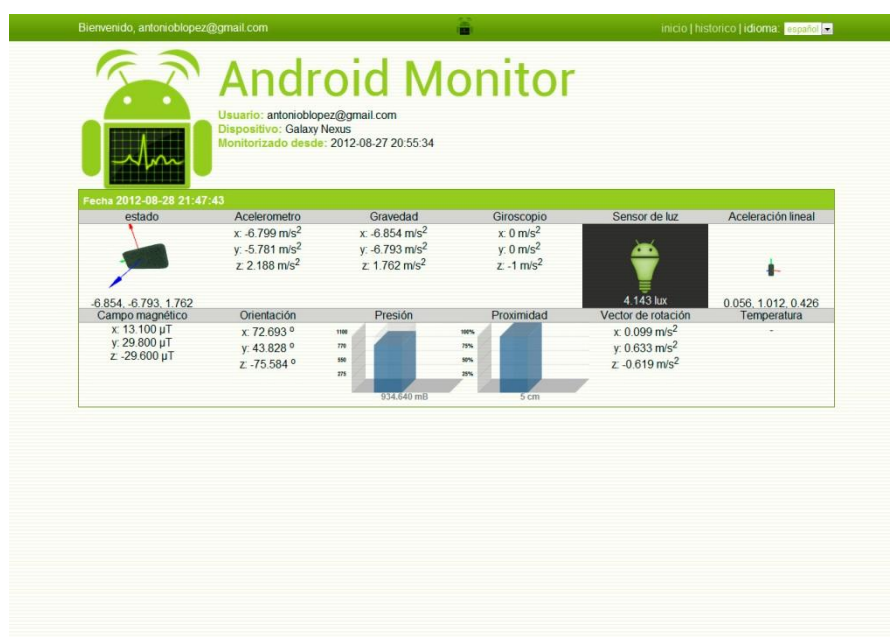 Bienvenido, antonioblopez@gmail.com
inicio | historico | idioma: español
Android Monitor
Usuario: antonioblopez@gmail.com
Dispositivo: Galaxy Nexus
Monitorizado desde: 2012-08-27 20:55:34
Fecha 2012-08-28 21:47:43
estado Acelerometro Gravedad Giroscopio Sensor de luz Aceleración lineal
x: -6.799 m/s² x: -6.854 m/s² x: 0 m/s²
y: -5.781 m/s² y: -6.793 m/s² y: 0 m/s²
z: 2.188 m/s² z: 1.762 m/s² z: -1 m/s²
-6.854, -6.793, 1.762 4.143 lux 0.056, 1.012, 0.426
Campo magnético Orientación Presión Proximidad Vector de rotación Temperatura
x: 13.100 µT x: 72.693 º 1100 100% x: 0.099 m/s² -
y: 29.800 µT y: 43.828 º 770 75% y: 0.633 m/s²
z: -29.600 µT z: -75.584 º 550 50% z: -0.619 m/s²
275 25%
934.640 mB 5 cm